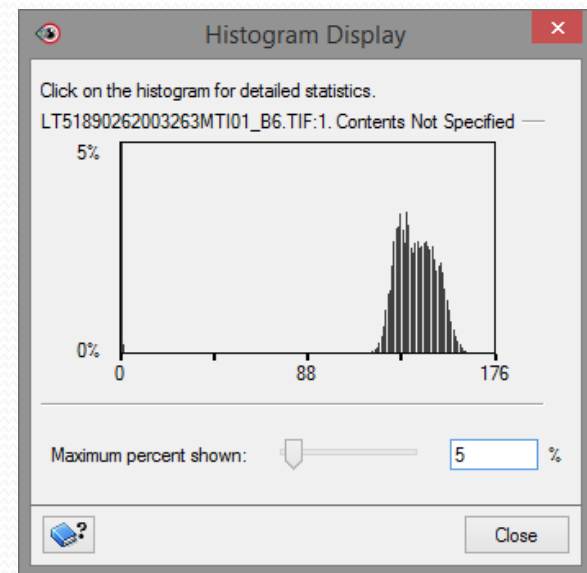 Histogram Display
Click on the histogram for detailed statistics.
LT51890262003263MTI01_B6.TIF:1. Contents Not Specified
5%
0%
0 88 176
Maximum percent shown: 5 %
? Close